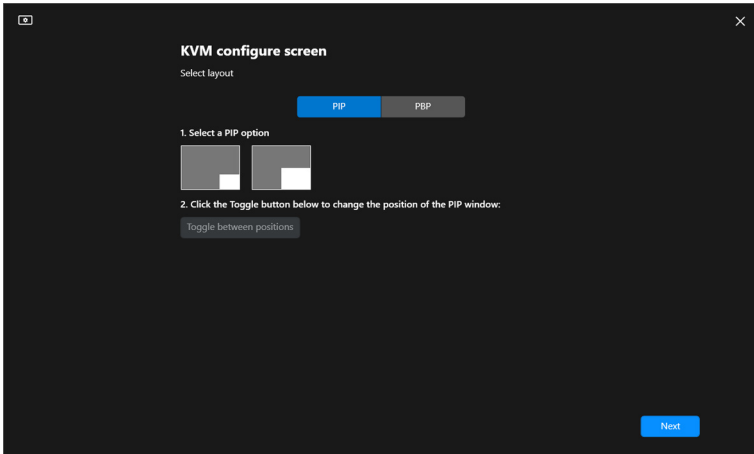 KVM configure screen
Select layout
PIP PBP
1. Select a PIP option
2. Click the Toggle button below to change the position of the PIP window:
Toggle between positions
Next